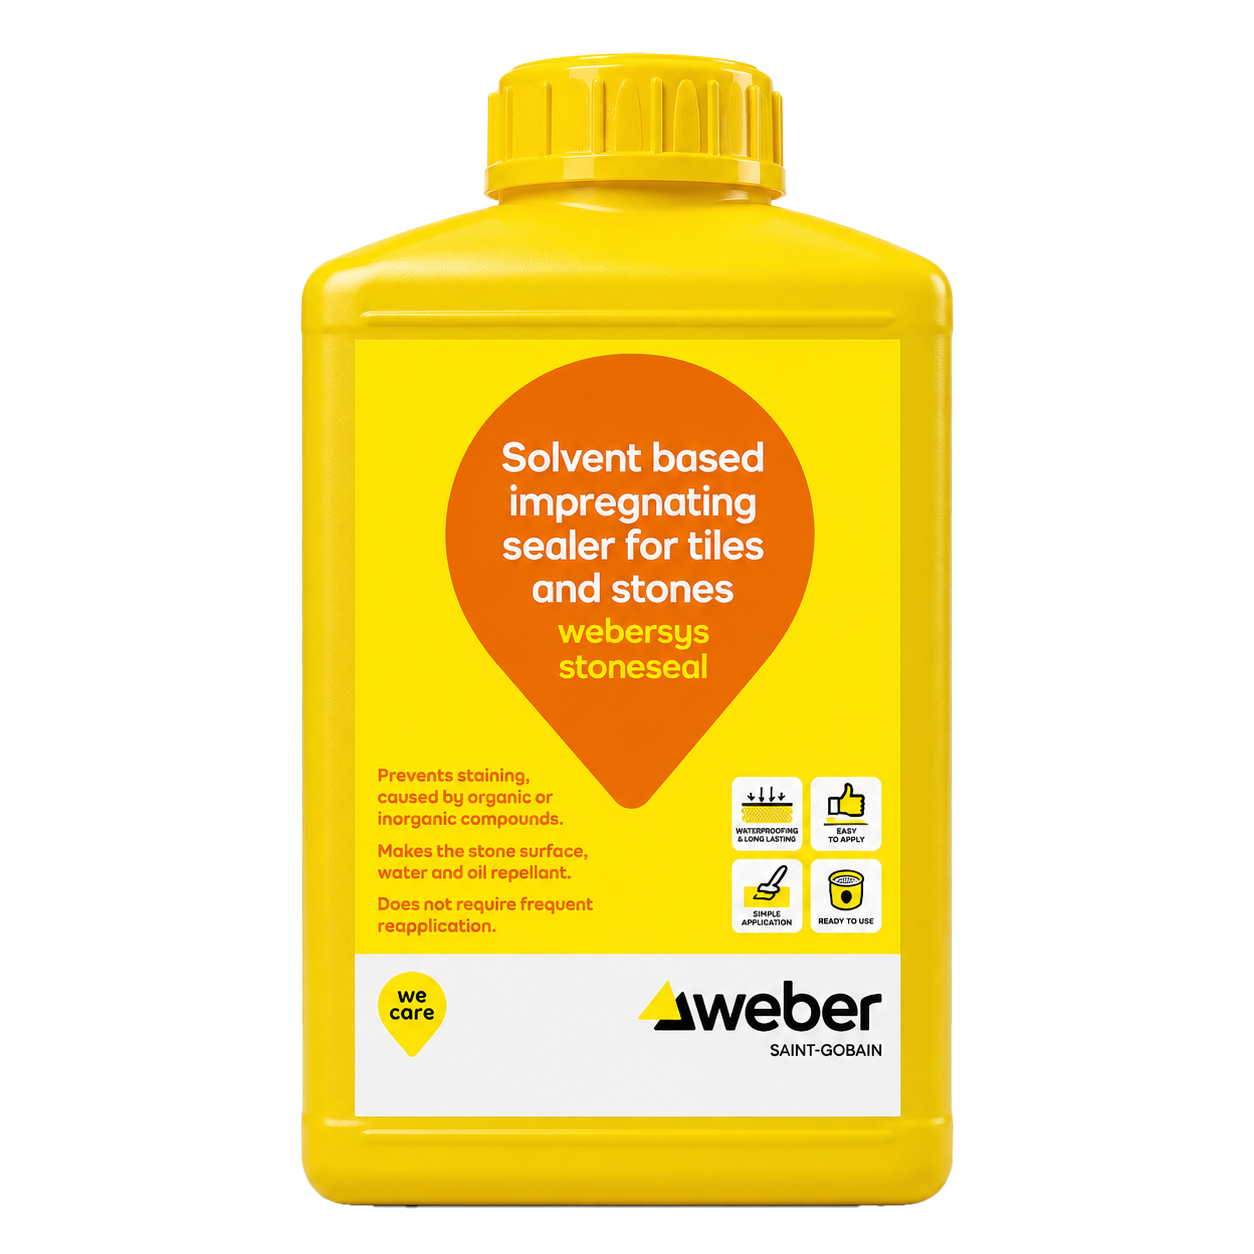 Solvent based
impregnating
sealer for tiles
and stones
webersys
stoneseal
Prevents staining,
caused by organic or
inorganic compounds.
Makes the stone surface,
water and oil repellant.
Does not require frequent
reapplication.
WATERPROOFING
& LONG LASTING
EASY
TO APPLY
SIMPLE
APPLICATION
READY TO USE
we
care
weber
SAINT-GOBAIN